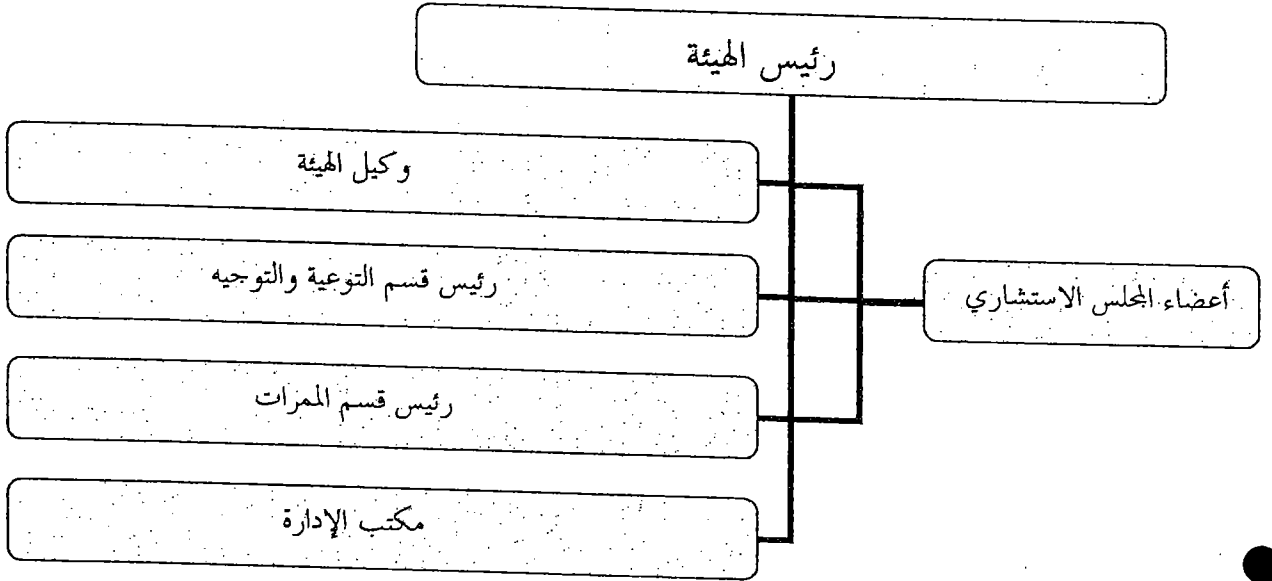 رئيس الهيئة
وكيل الهيئة
رئيس قسم التوعية والتوجيه
أعضاء المجلس الاستشاري
رئيس قسم الممرات
مكتب الإدارة